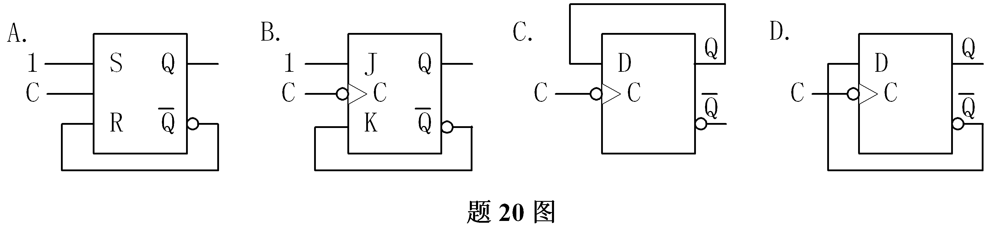 A. B. C. D.
1 S Q 1 J Q D Q D Q
C C C C C C C
R Q̅ K Q̅ Q̅ Q̅
题 20 图